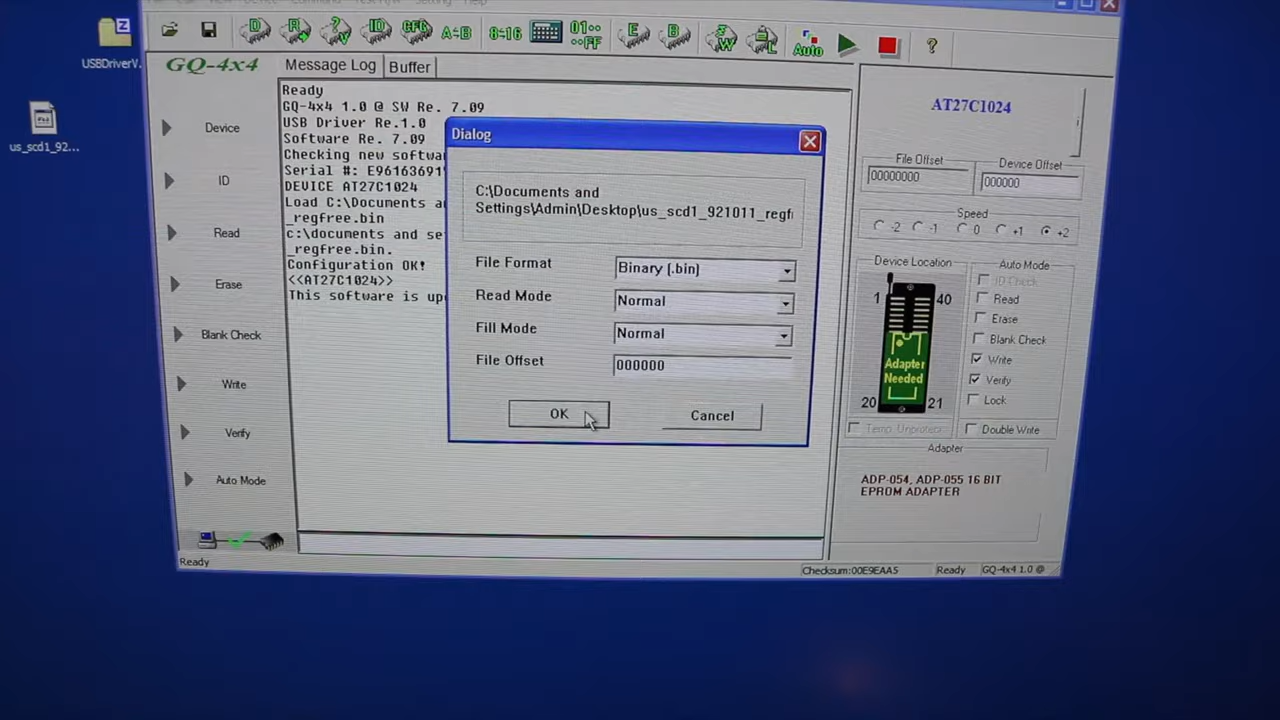 USBDriverV...
us_scd1_92...
GQ-4x4
Message Log
Buffer
Auto
Device
ID
Read
Erase
Blank Check
Write
Verify
Auto Mode
Ready
GQ-4x4 1.0 @ SW Re. 7.09
USB Driver Re.1.0
Software Re. 7.09
Checking new softwa
Serial #: E96163691
DEVICE AT27C1024
Load C:\Documents a
_regfree.bin
c:\documents and se
_regfree.bin.
Configuration OK!
<<AT27C1024>>
This software is up
Dialog
C:\Documents and
Settings\Admin\Desktop\us_scd1_921011_regf
File Format
Binary (.bin)
Read Mode
Normal
Fill Mode
Normal
File Offset
000000
OK
Cancel
AT27C1024
File Offset
Device Offset
00000000
000000
Speed
-2
-1
0
+1
+2
Device Location
1
40
Adapter
Needed
20
21
Auto Mode
ID Check
Read
Erase
Blank Check
Write
Verify
Lock
Temp. Unprotect
Double Write
Adapter
ADP-054, ADP-055 16 BIT
EPROM ADAPTER
Ready
Checksum:00E9EAA5
Ready
GQ-4x4 1.0 @